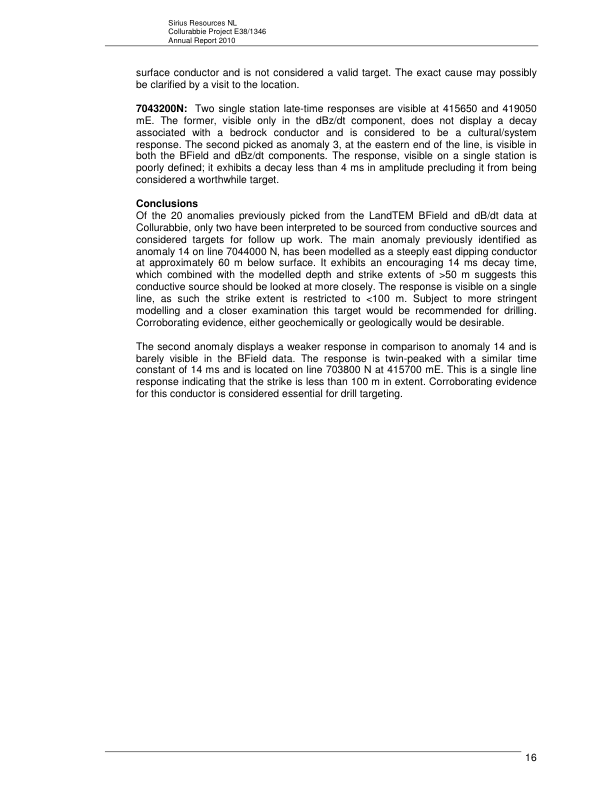 Sirius Resources NL
Collurabbie Project E38/1346
Annual Report 2010
surface conductor and is not considered a valid target. The exact cause may possibly
be clarified by a visit to the location.
7043200N: Two single station late-time responses are visible at 415650 and 419050
mE. The former, visible only in the dBz/dt component, does not display a decay
associated with a bedrock conductor and is considered to be a cultural/system
response. The second picked as anomaly 3, at the eastern end of the line, is visible in
both the BField and dBz/dt components. The response, visible on a single station is
poorly defined; it exhibits a decay less than 4 ms in amplitude precluding it from being
considered a worthwhile target.
Conclusions
Of the 20 anomalies previously picked from the LandTEM BField and dB/dt data at
Collurabbie, only two have been interpreted to be sourced from conductive sources and
considered targets for follow up work. The main anomaly previously identified as
anomaly 14 on line 7044000 N, has been modelled as a steeply east dipping conductor
at approximately 60 m below surface. It exhibits an encouraging 14 ms decay time,
which combined with the modelled depth and strike extents of >50 m suggests this
conductive source should be looked at more closely. The response is visible on a single
line, as such the strike extent is restricted to <100 m. Subject to more stringent
modelling and a closer examination this target would be recommended for drilling.
Corroborating evidence, either geochemically or geologically would be desirable.
The second anomaly displays a weaker response in comparison to anomaly 14 and is
barely visible in the BField data. The response is twin-peaked with a similar time
constant of 14 ms and is located on line 703800 N at 415700 mE. This is a single line
response indicating that the strike is less than 100 m in extent. Corroborating evidence
for this conductor is considered essential for drill targeting.
16